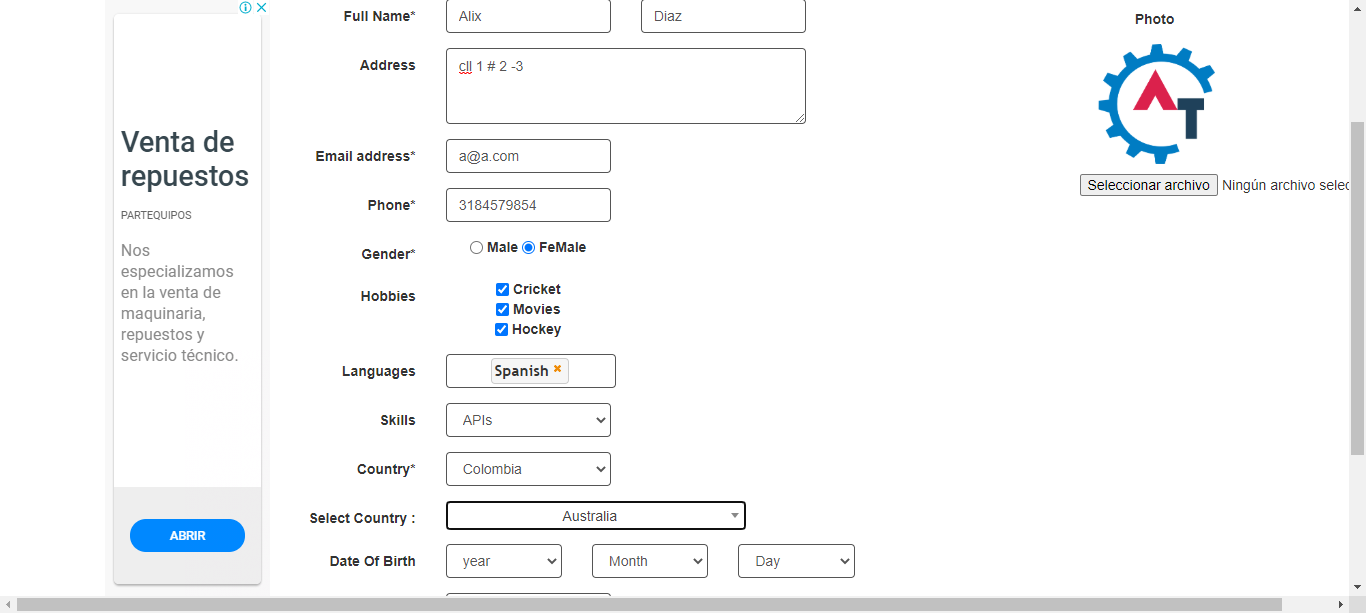 Full Name* Alix Diaz
Photo
Address cll 1 # 2 -3
AT
Email address* a@a.com
Seleccionar archivo Ningún archivo selec
Phone* 3184579854
Gender* Male FeMale
Hobbies Cricket
Movies
Hockey
Languages Spanish
Skills APIs
Country* Colombia
Select Country : Australia
Date Of Birth year Month Day
Venta de
repuestos
PARTEQUIPOS
Nos
especializamos
en la venta de
maquinaria,
repuestos y
servicio técnico.
ABRIR